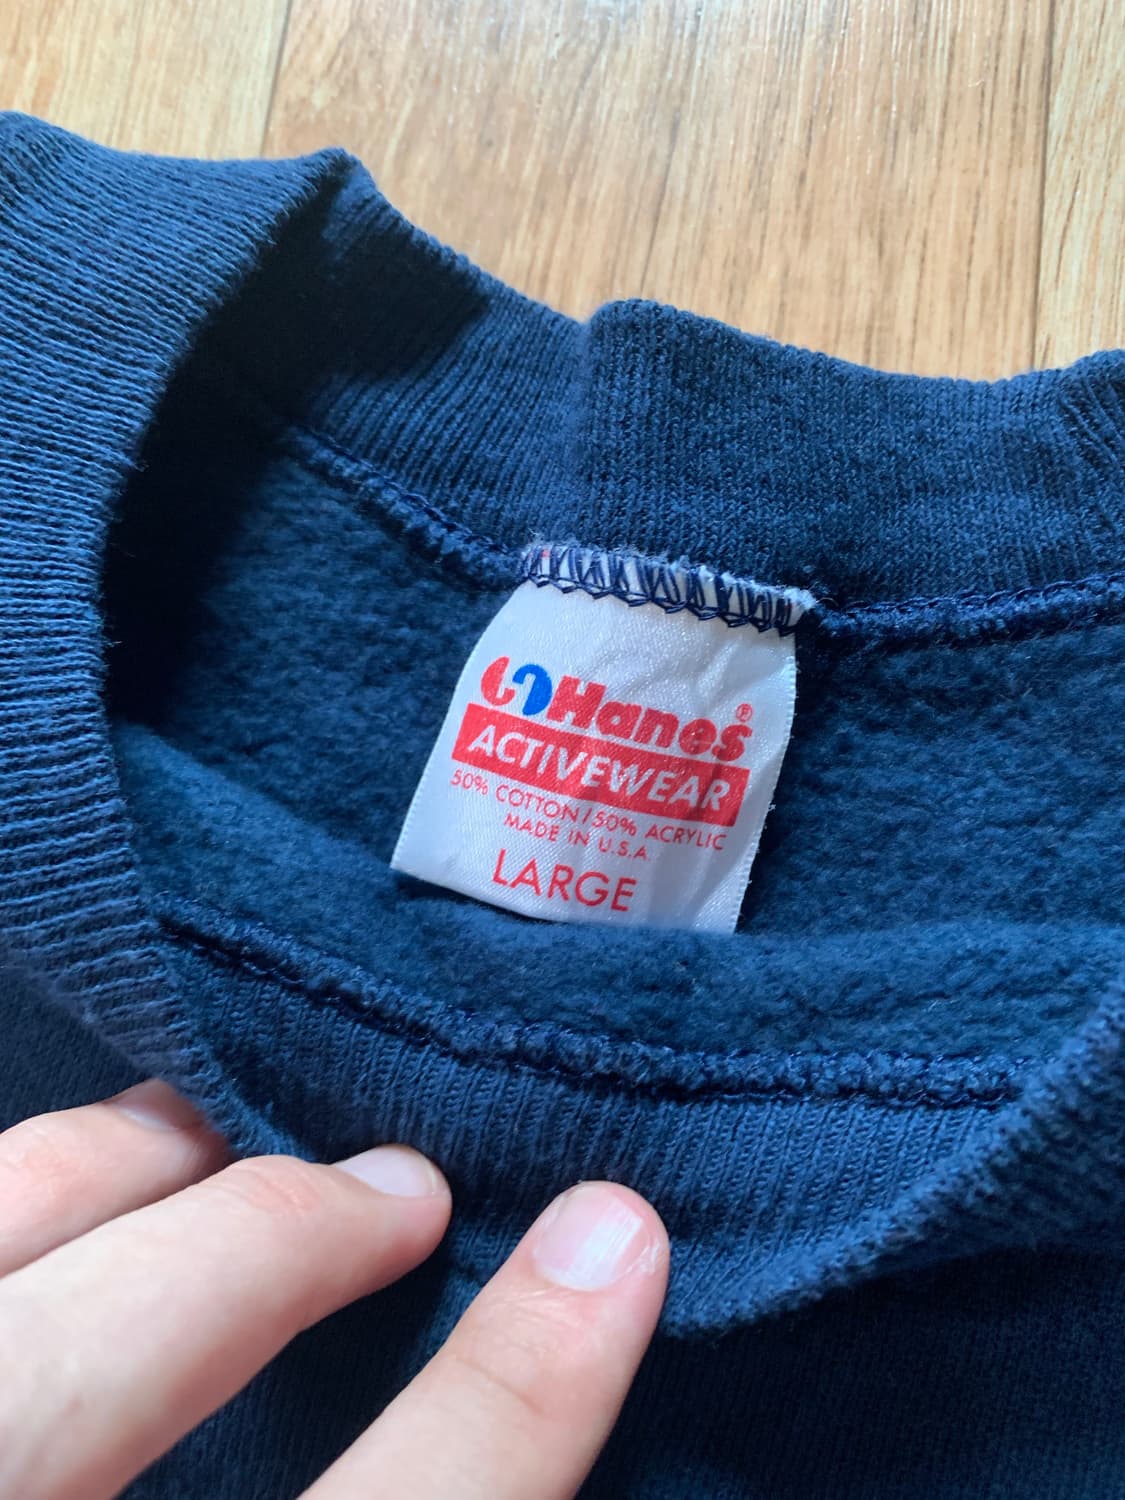 Hanes®
ACTIVEWEAR
50% COTTON/50% ACRYLIC
MADE IN U.S.A.
LARGE